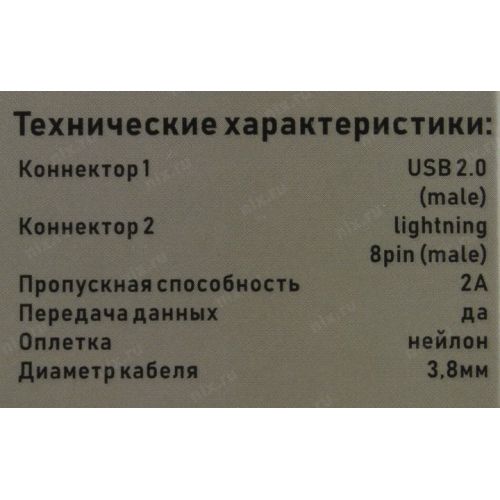 Технические характеристики:
Коннектор 1 USB 2.0
(male)
Коннектор 2 lightning
8pin (male)
Пропускная способность 2А
Передача данных да
Оплетка нейлон
Диаметр кабеля 3,8мм